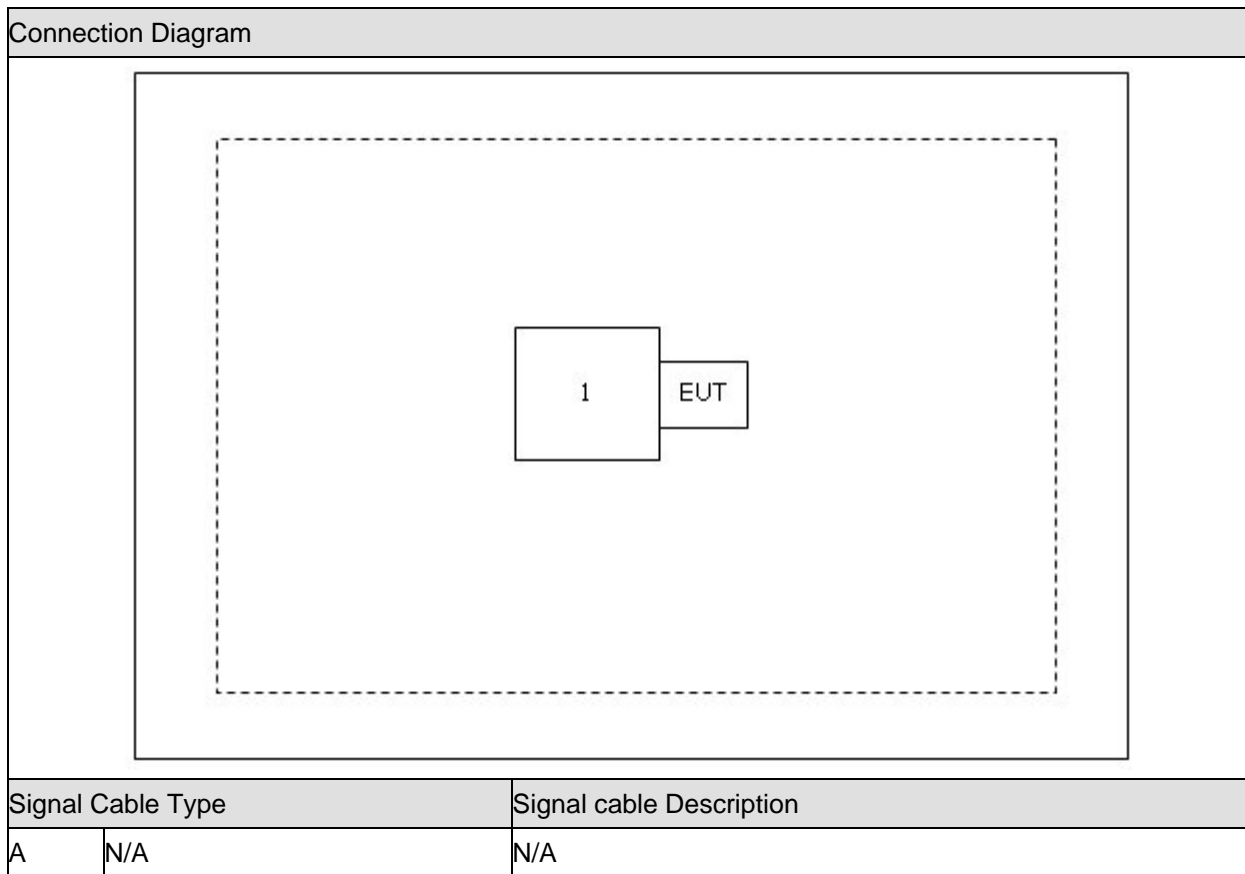 Connection Diagram
1 EUT
Signal Cable Type Signal cable Description
A N/A N/A